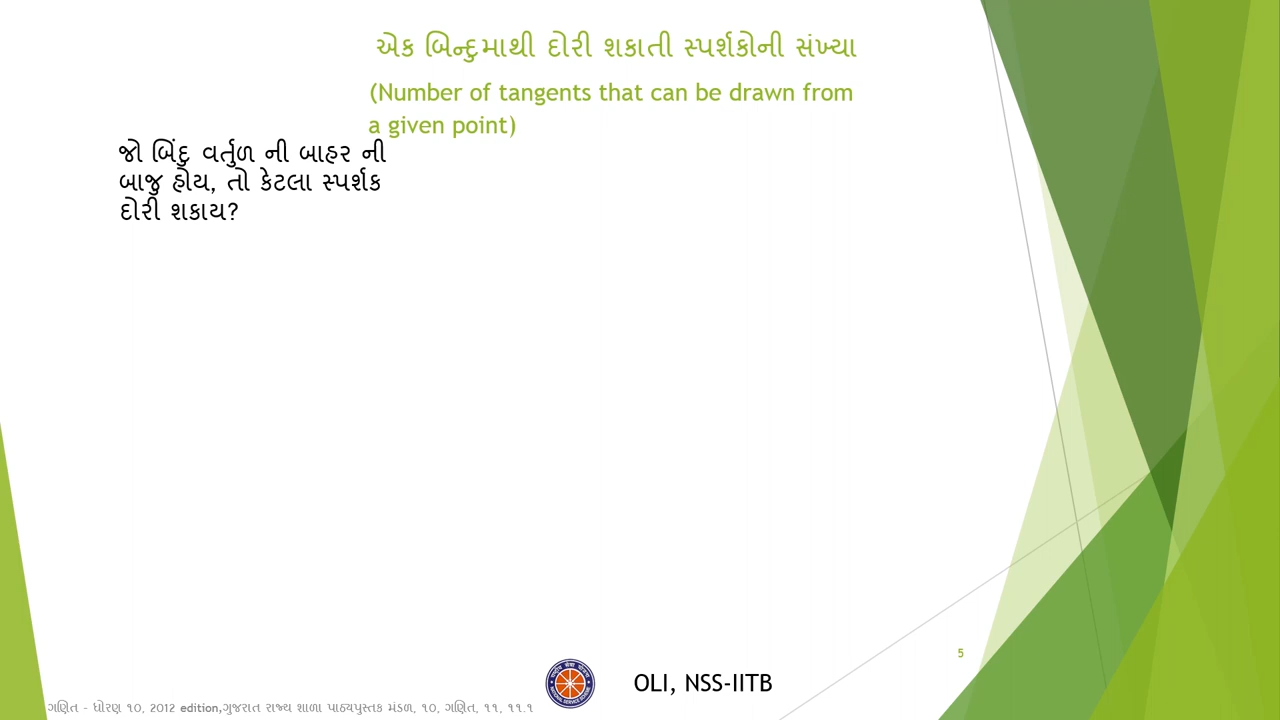 એક બિન્દુમાથી દોરી શકાતી સ્પર્શકોની સંખ્યા
(Number of tangents that can be drawn from
a given point)
જો બિંદુ વર્તુળ ની બાહર ની
બાજુ હોય, તો કેટલા સ્પર્શક
દોરી શકાય?
5
OLI, NSS-IITB
ગણિત - ધોરણ ૧૦, 2012 edition,ગુજરાત રાજ્ય શાળા પાઠ્યપુસ્તક મંડળ, ૧૦, ગણિત, ૧૧, ૧૧.૧